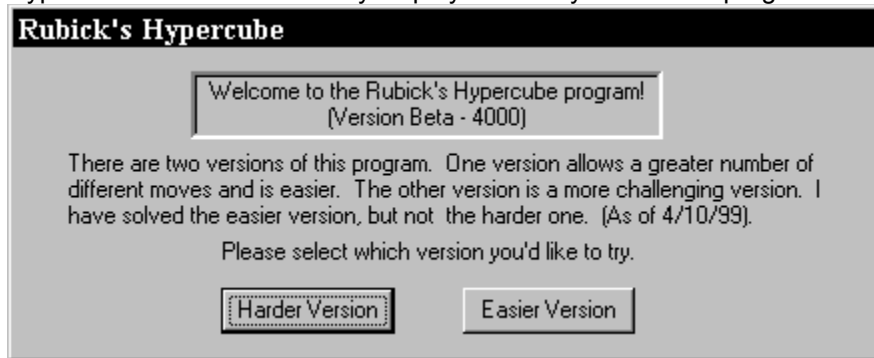 Rubick's Hypercube
Welcome to the Rubick's Hypercube program!
(Version Beta - 4000)
There are two versions of this program.  One version allows a greater number of
different moves and is easier.  The other version is a more challenging version.  I
have solved the easier version, but not  the harder one.  (As of 4/10/99).
Please select which version you'd like to try.
Harder Version
Easier Version